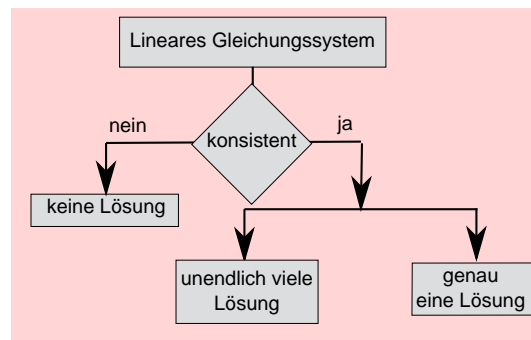 Lineares Gleichungssystem
nein
konsistent
ja
keine Lösung
unendlich viele
Lösung
genau
eine Lösung